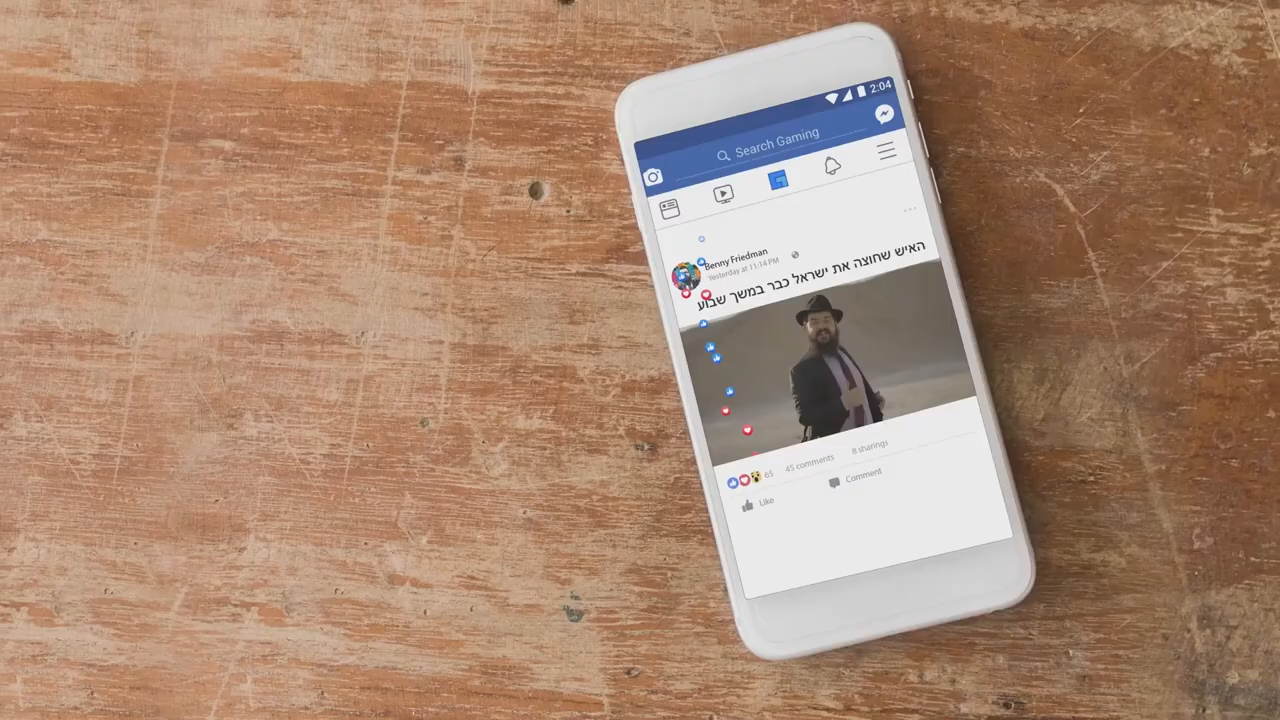 2:04
Search Gaming
Benny Friedman
Yesterday at 11:14 PM
האיש שחוצה את ישראל כבר במשך שבוע
65 45 comments 8 sharings
Like Comment